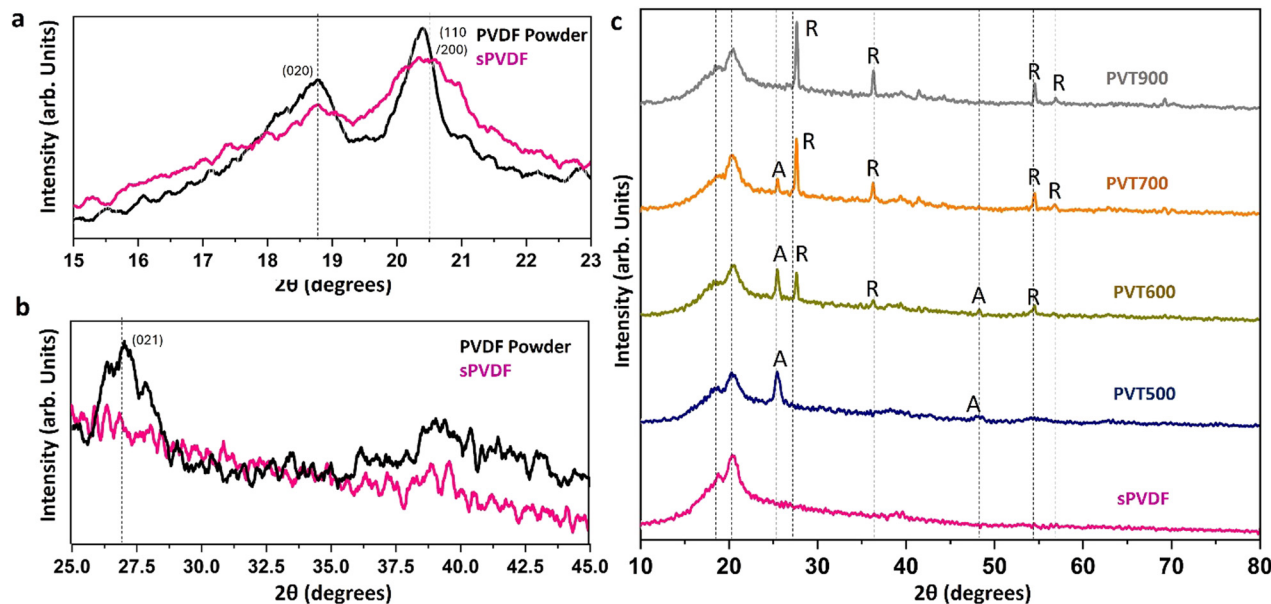 a
Intensity (arb. Units)
PVDF Powder
sPVDF
(020)
(110
/200)
15 16 17 18 19 20 21 22 23
2θ (degrees)
b
Intensity (arb. Units)
(021)
PVDF Powder
sPVDF
25.0 27.5 30.0 32.5 35.0 37.5 40.0 42.5 45.0
2θ (degrees)
c
Intensity (arb. Units)
R R R R
PVT900
A R R R R
PVT700
A R R A R
PVT600
A A
PVT500
sPVDF
10 20 30 40 50 60 70 80
2θ (degrees)